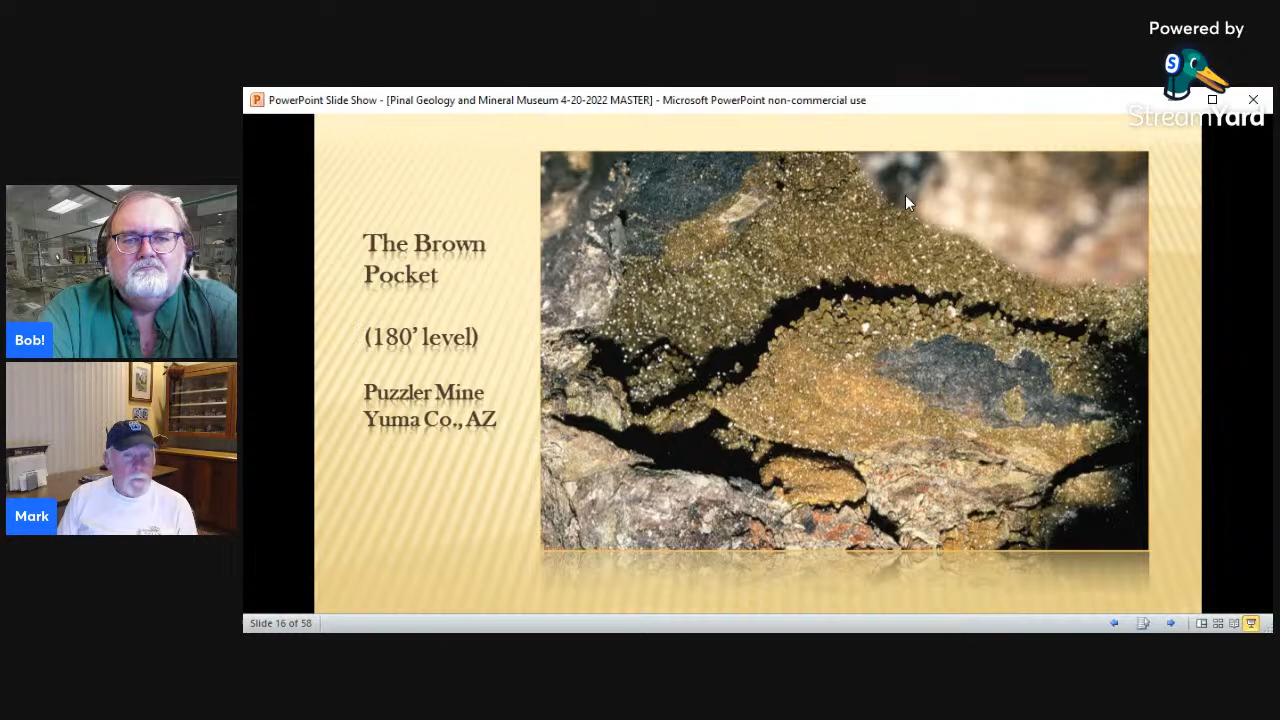 Powered by
StreamYard
PowerPoint Slide Show - [Pinal Geology and Mineral Museum 4-20-2022 MASTER] - Microsoft PowerPoint non-commercial use
The Brown
Pocket
(180' level)
Puzzler Mine
Yuma Co., AZ
Bob!
Mark
Slide 16 of 58